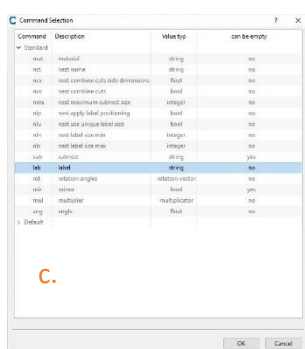 Command Selection ? ×
Command Description Value typ can be empty
Standard
mat material string no
nst nest name string no
ncc nest combine cuts side dimensions float no
ncc nest combine cuts bool no
nms nest maximum subnest size integer no
nlp nest apply label positioning bool no
nlu nest use unique label size bool no
nln nest label size min integer no
nlx nest label size max integer no
sub subnest string yes
lab label string no
rot rotation angles rotation vector no
mir mirror bool yes
mul multiplier multiplicator no
ang angle float no
Default
C.
OK Cancel